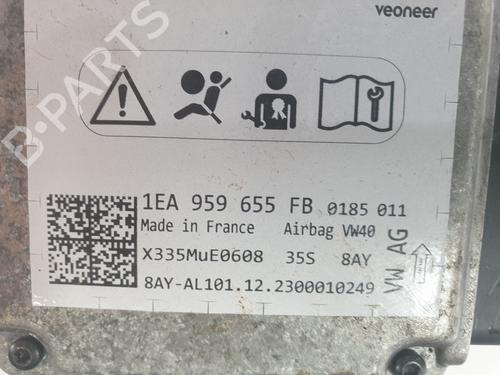 veoneer
1EA 959 655 FB 0185 011
Made in France Airbag VW40
X335MuE0608 35S 8AY
8AY-AL101.12.2300010249
VW AG
B-PARTS